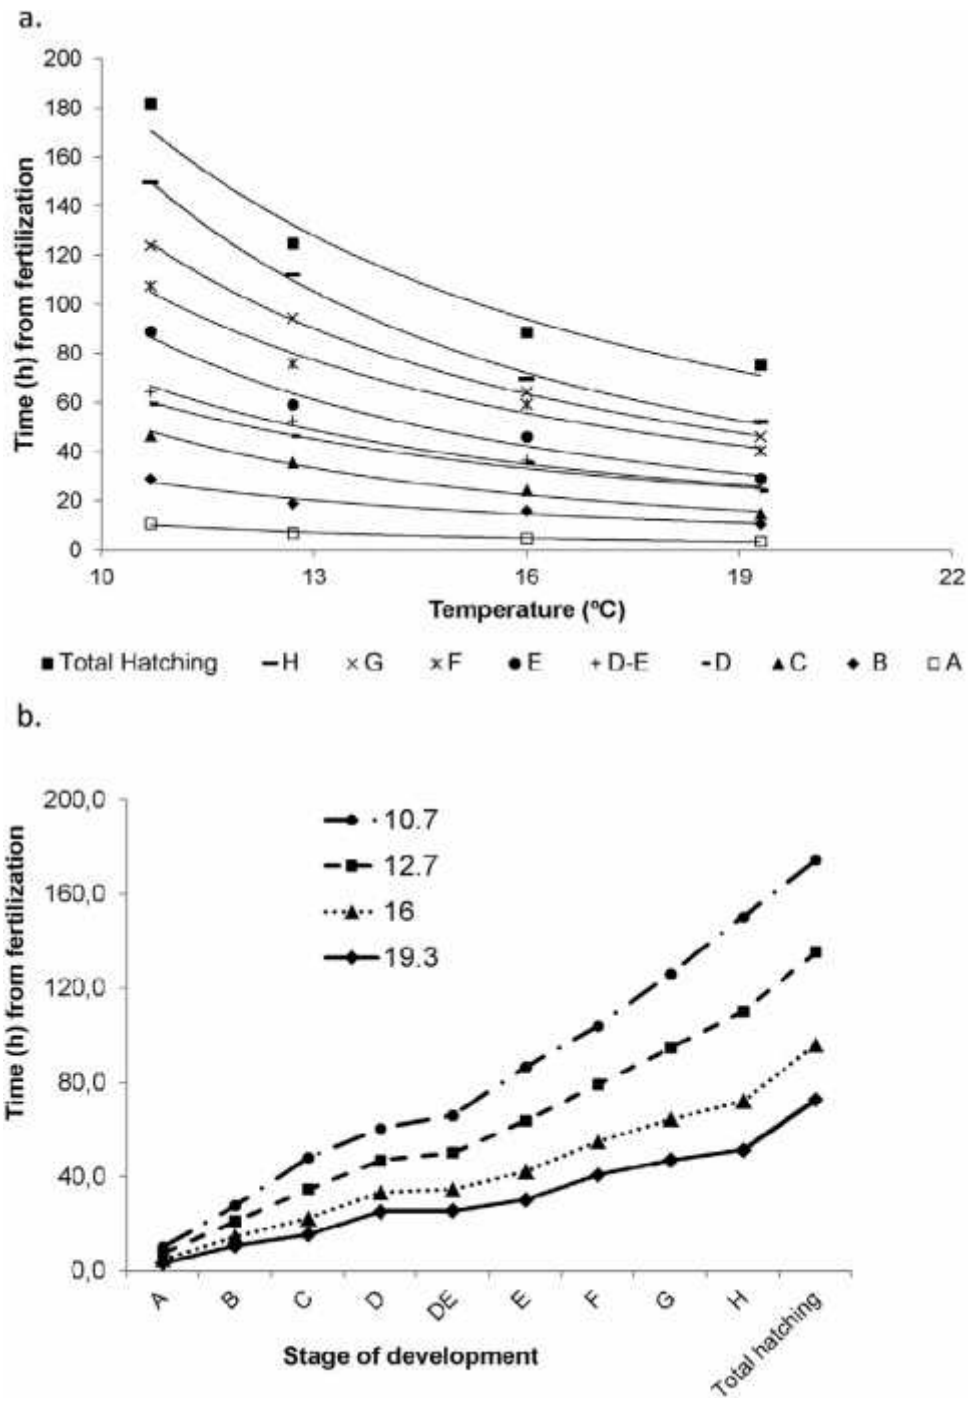 a.
200
180
160
140
120
100
80
60
40
20
0
10 13 16 19 22
Time (h) from fertilization
Temperature (ºC)
Total Hatching H G F E D-E D C B A
b.
200,0
160,0
120,0
80,0
40,0
0,0
Time (h) from fertilization
10.7
12.7
16
19.3
A B C D DE E F G H Total hatching
Stage of development